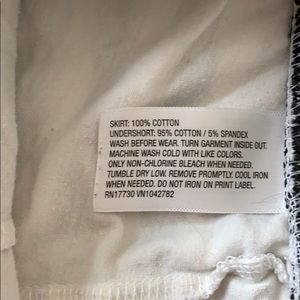 SKIRT: 100% COTTON
UNDERSHORT: 95% COTTON / 5% SPANDEX
WASH BEFORE WEAR. TURN GARMENT INSIDE OUT.
MACHINE WASH COLD WITH LIKE COLORS.
ONLY NON-CHLORINE BLEACH WHEN NEEDED.
TUMBLE DRY LOW. REMOVE PROMPTLY. COOL IRON
WHEN NEEDED. DO NOT IRON ON PRINT LABEL.
RN17730 VN1042782